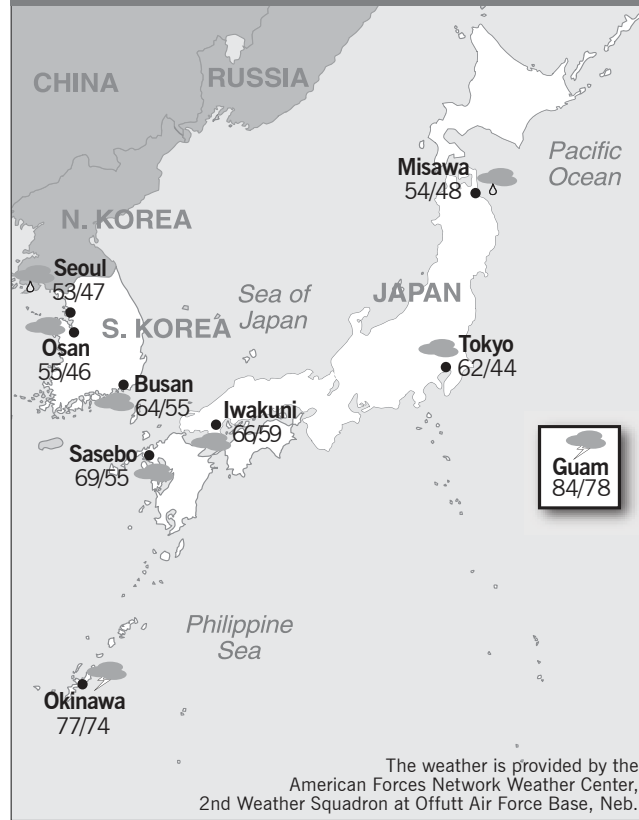 CHINA
RUSSIA
Pacific
Ocean
Misawa
54/48
N. KOREA
Seoul
53/47
Sea of
Japan
JAPAN
S. KOREA
Osan
55/46
Tokyo
62/44
Busan
64/55
Iwakuni
66/59
Sasebo
69/55
Guam
84/78
Philippine
Sea
Okinawa
77/74
The weather is provided by the
American Forces Network Weather Center,
2nd Weather Squadron at Offutt Air Force Base, Neb.